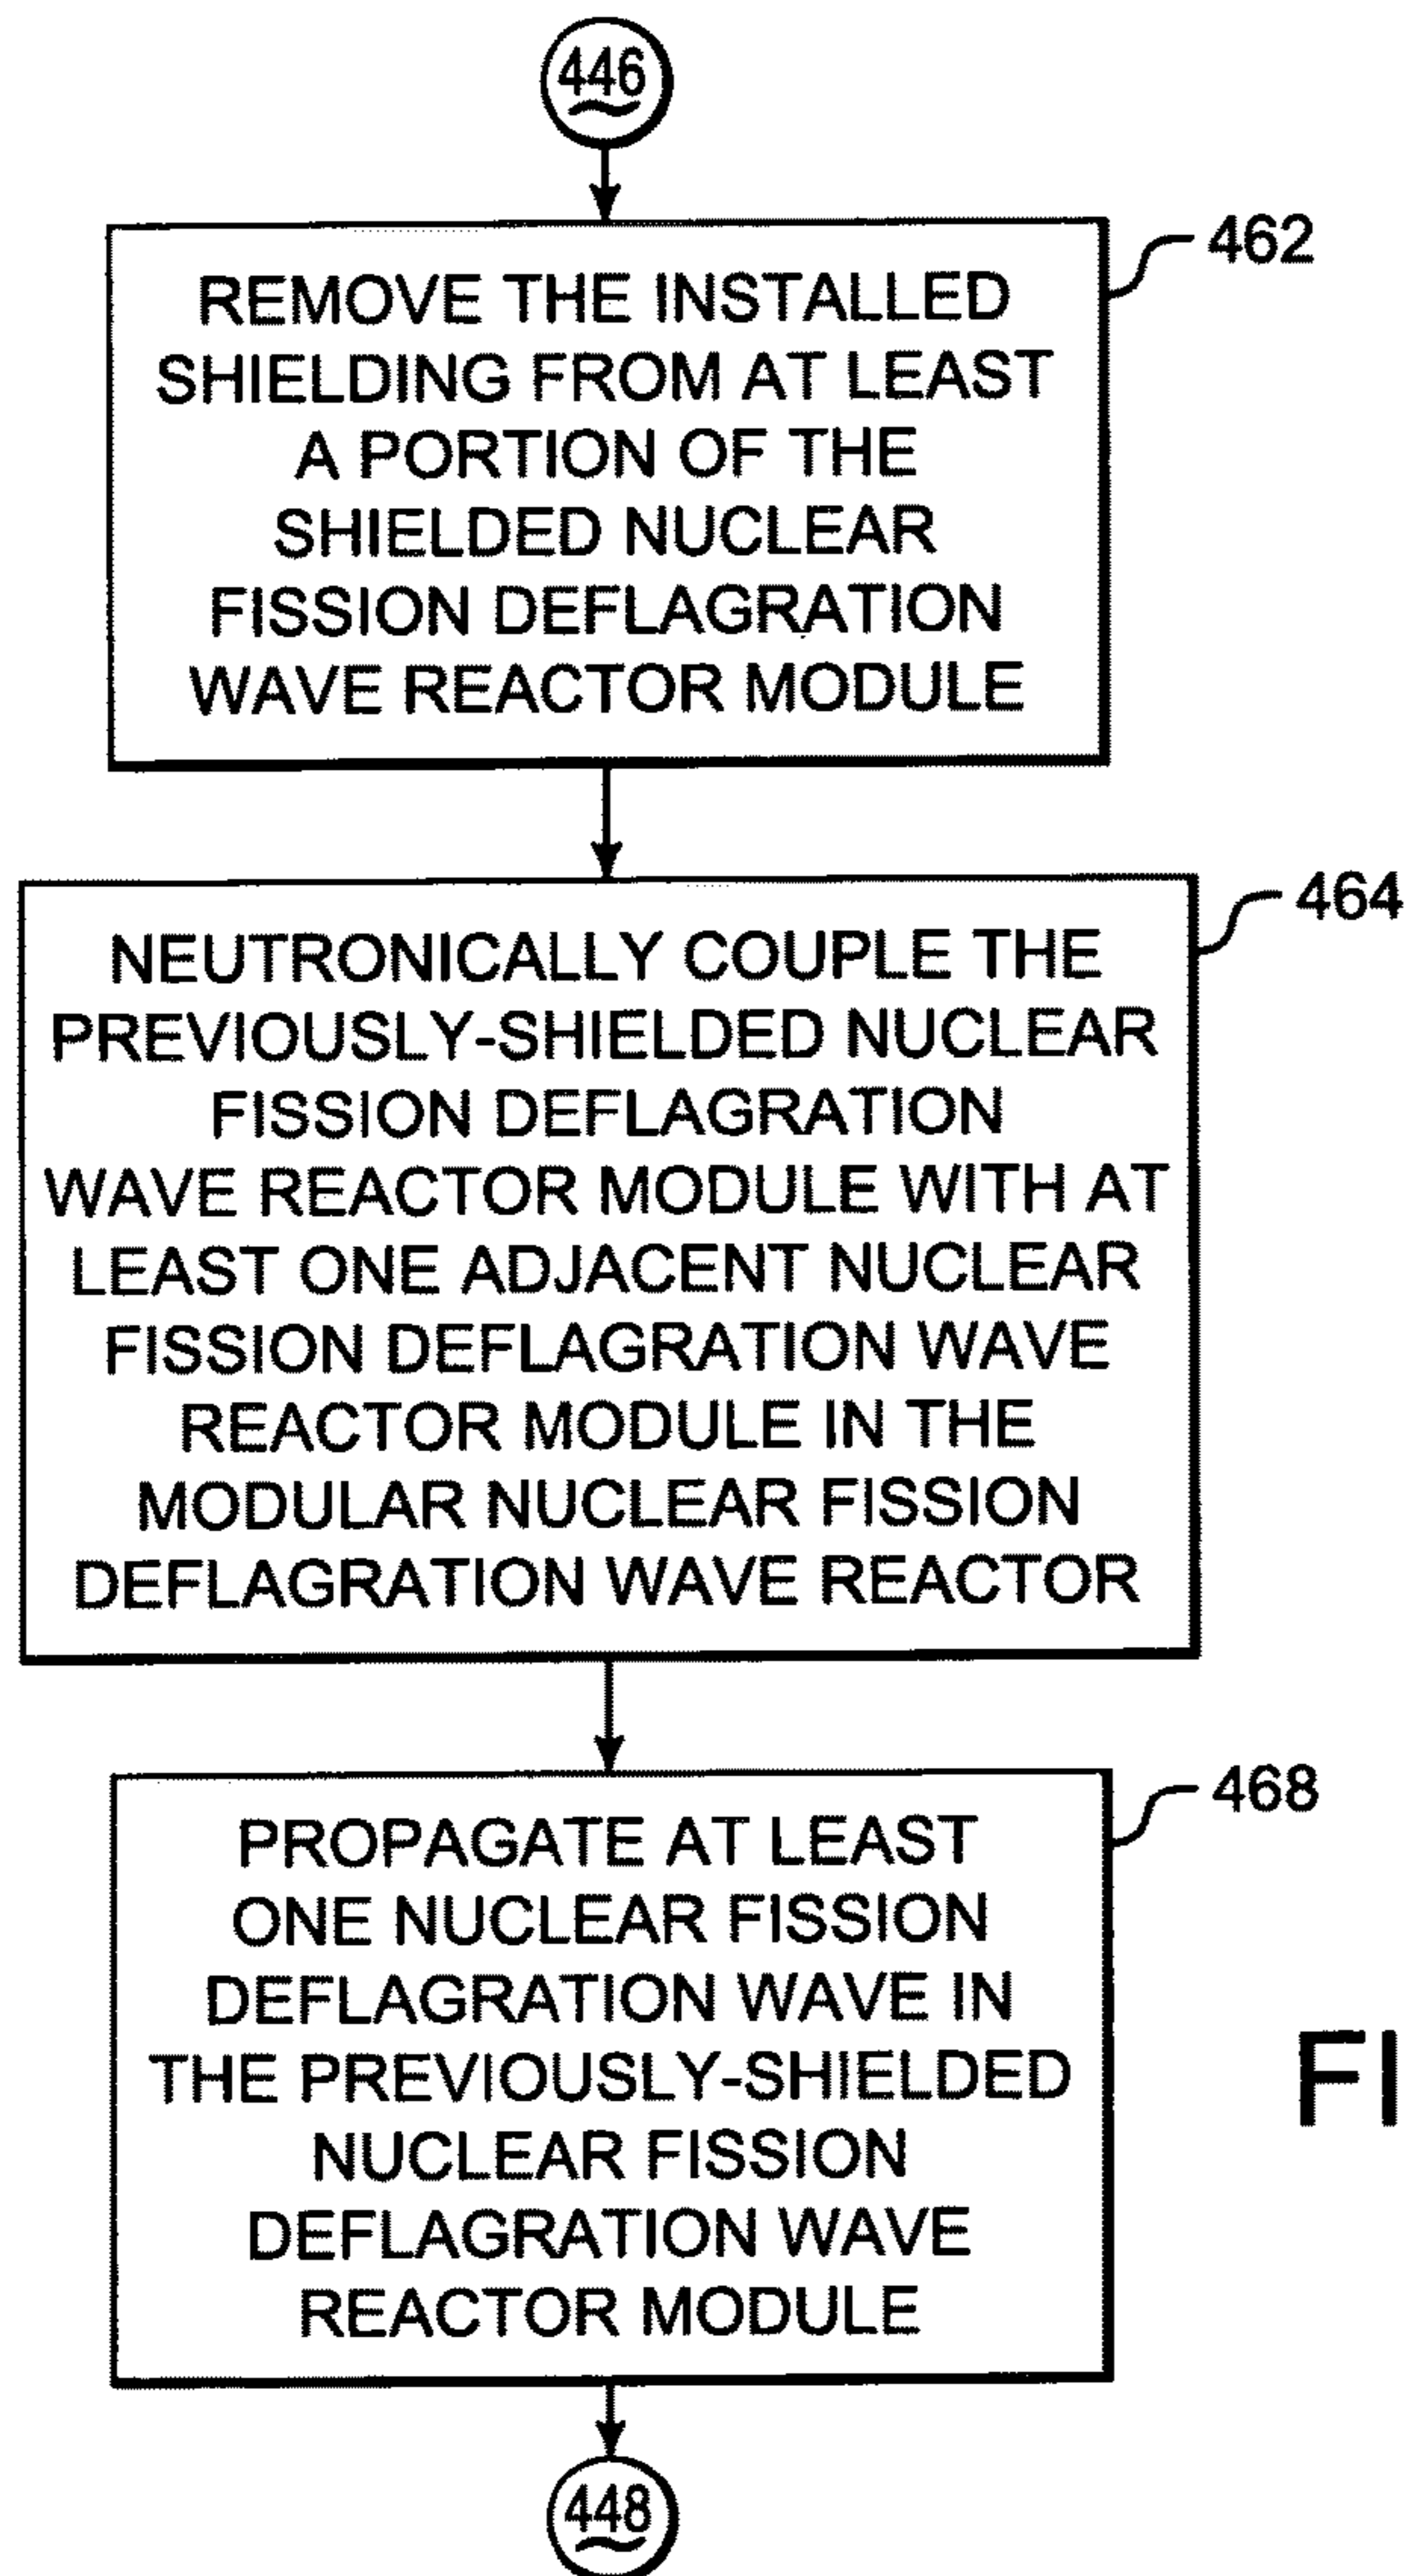 446
462
REMOVE THE INSTALLED
SHIELDING FROM AT LEAST
A PORTION OF THE
SHIELDED NUCLEAR
FISSION DEFLAGRATION
WAVE REACTOR MODULE
464
NEUTRONICALLY COUPLE THE
PREVIOUSLY-SHIELDED NUCLEAR
FISSION DEFLAGRATION
WAVE REACTOR MODULE WITH AT
LEAST ONE ADJACENT NUCLEAR
FISSION DEFLAGRATION WAVE
REACTOR MODULE IN THE
MODULAR NUCLEAR FISSION
DEFLAGRATION WAVE REACTOR
468
PROPAGATE AT LEAST
ONE NUCLEAR FISSION
DEFLAGRATION WAVE IN
THE PREVIOUSLY-SHIELDED
NUCLEAR FISSION
DEFLAGRATION WAVE
REACTOR MODULE
FI
448